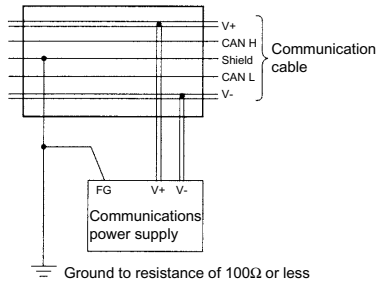 V+
CAN H
Shield
CAN L
V-
Communication
cable
FG V+ V-
Communications
power supply
Ground to resistance of 100Ω or less